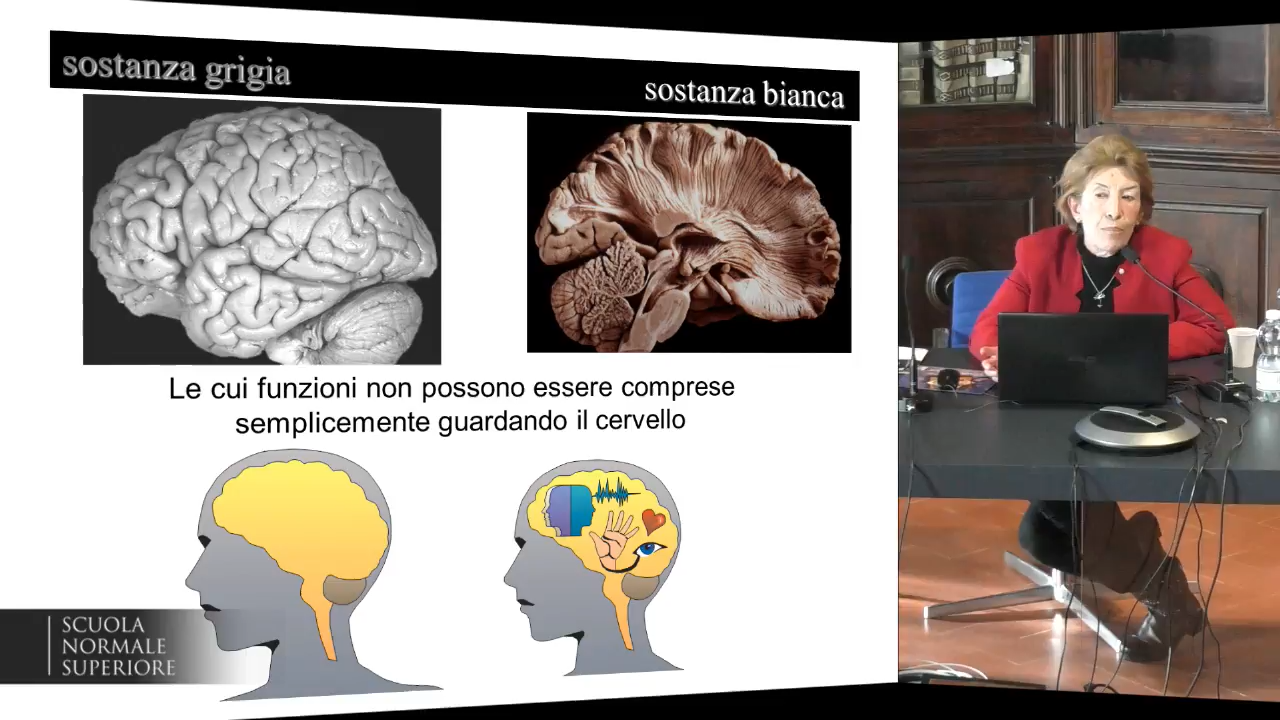 sostanza grigia
sostanza bianca
Le cui funzioni non possono essere comprese
semplicemente guardando il cervello
SCUOLA
NORMALE
SUPERIORE